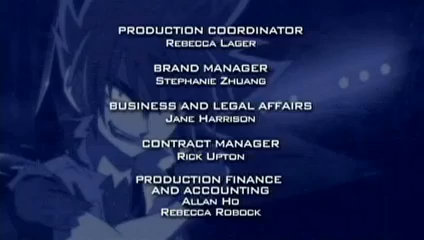 PRODUCTION COORDINATOR
REBECCA LAGER
BRAND MANAGER
STEPHANIE ZHUANG
BUSINESS AND LEGAL AFFAIRS
JANE HARRISON
CONTRACT MANAGER
RICK UPTON
PRODUCTION FINANCE
AND ACCOUNTING
ALLAN HO
REBECCA ROBOCK